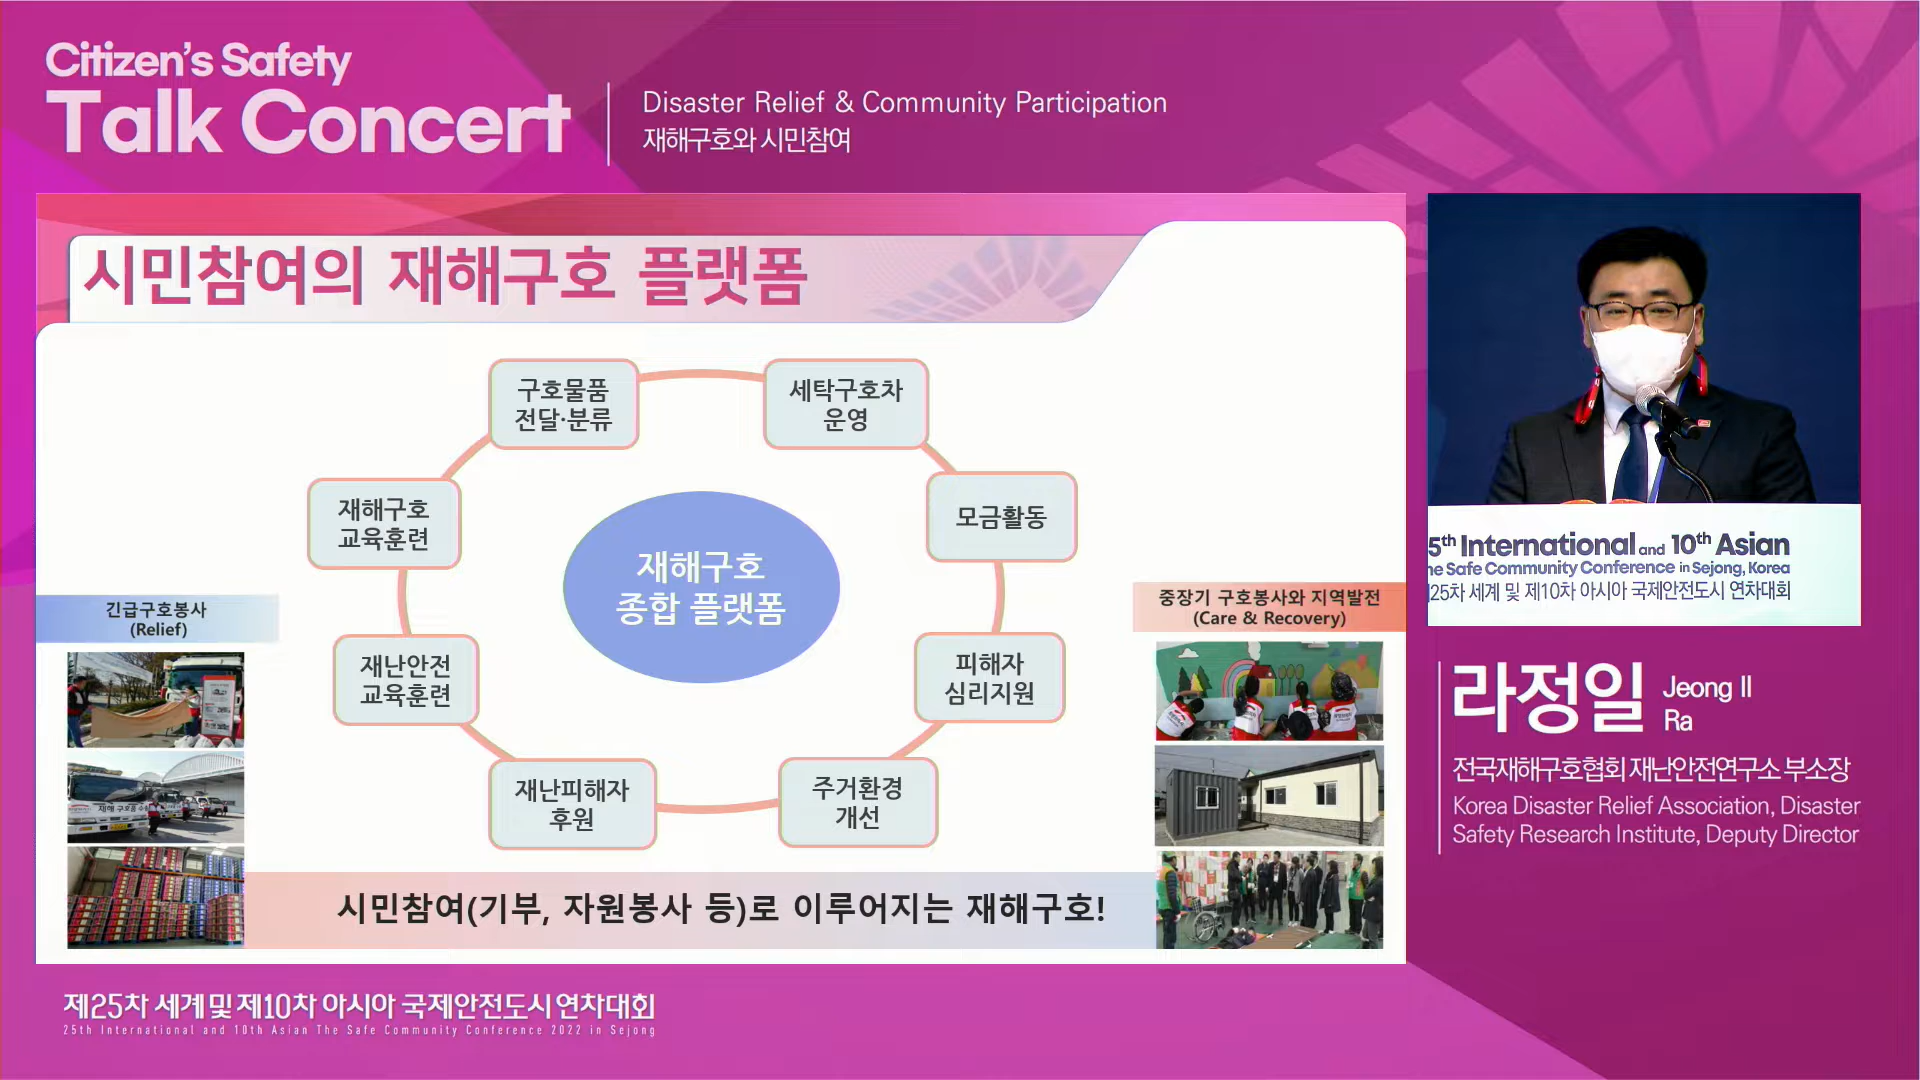 Citizen's Safety
Talk Concert
Disaster Relief & Community Participation
재해구호와 시민참여
시민참여의 재해구호 플랫폼
구호물품
전달·분류
세탁구호차
운영
재해구호
교육훈련
모금활동
재해구호
종합 플랫폼
긴급구호봉사
(Relief)
중장기 구호봉사와 지역발전
(Care & Recovery)
재난안전
교육훈련
피해자
심리지원
재난피해자
후원
주거환경
개선
시민참여(기부, 자원봉사 등)로 이루어지는 재해구호!
5th International and 10th Asian
he Safe Community Conference in Sejong, Korea
25차 세계 및 제10차 아시아 국제안전도시 연차대회
라정일
Jeong Il
Ra
전국재해구호협회 재난안전연구소 부소장
Korea Disaster Relief Association, Disaster
Safety Research Institute, Deputy Director
제25차 세계 및 제10차 아시아 국제안전도시 연차대회
25th International and 10th Asian The Safe Community Conference 2022 in Sejong